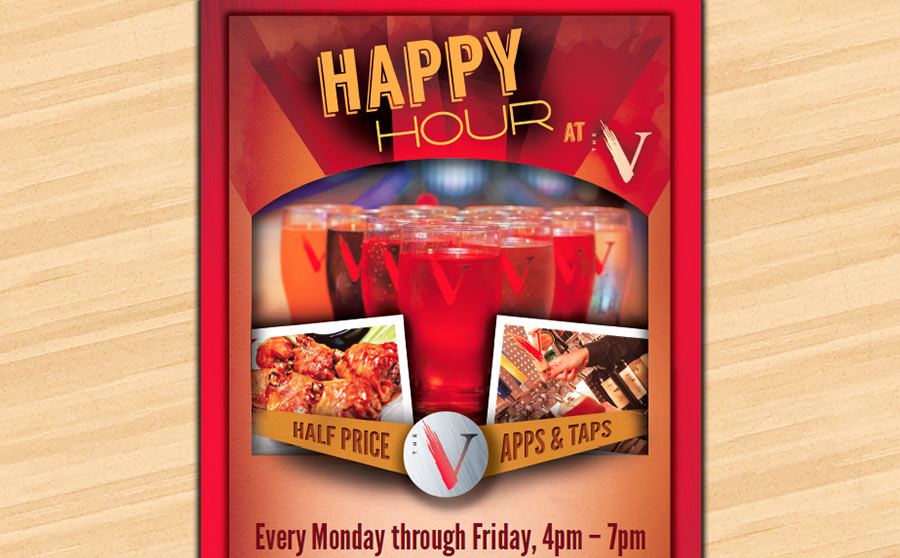 HAPPY
HOUR AT THE V
V V V V V
HALF PRICE THE V APPS & TAPS
Every Monday through Friday, 4pm – 7pm